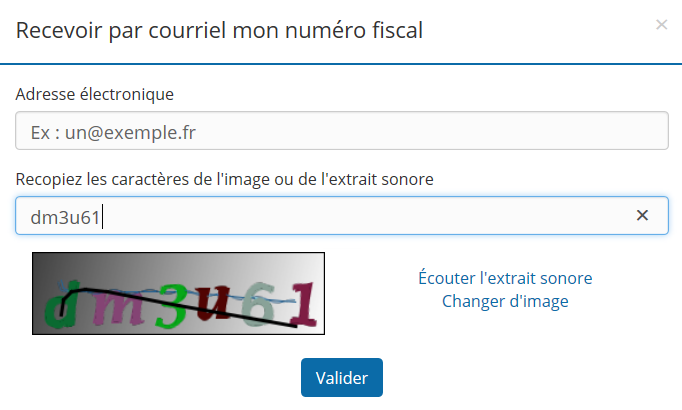 Recevoir par courriel mon numéro fiscal
×
Adresse électronique
Ex : un@exemple.fr
Recopiez les caractères de l'image ou de l'extrait sonore
dm3u61
×
dm3u61
Écouter l'extrait sonore
Changer d'image
Valider